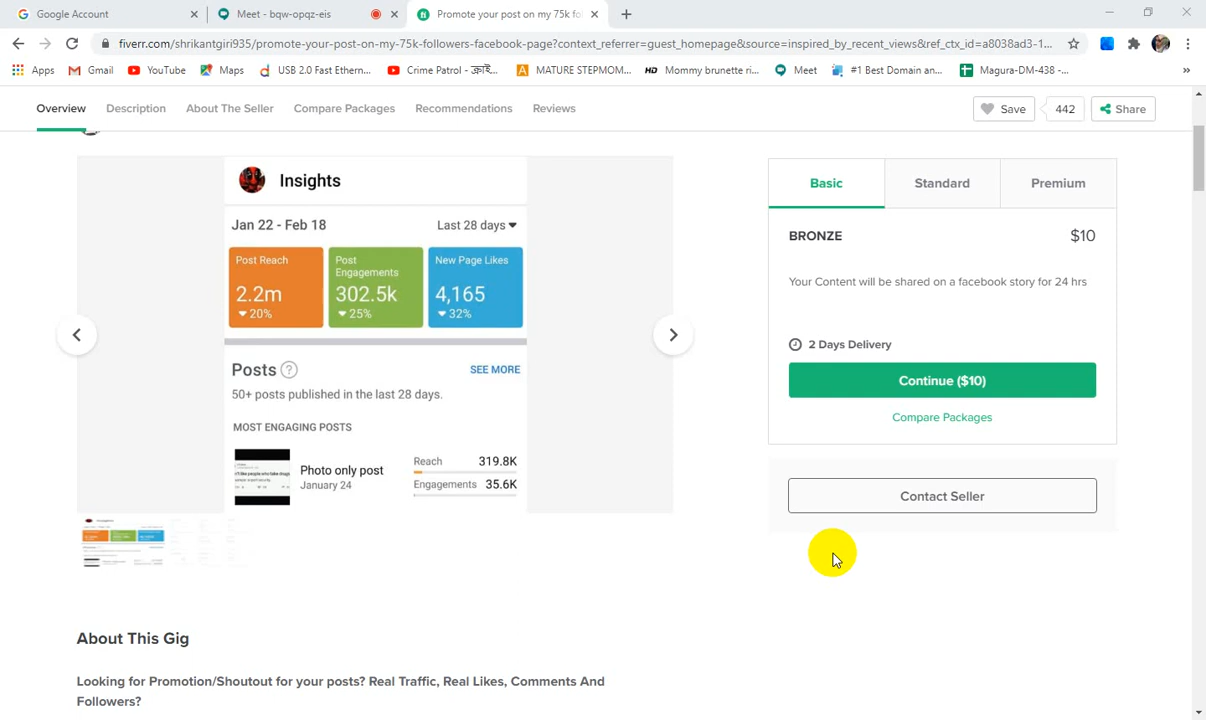 Google Account
Meet - bqw-opqz-eis
Promote your post on my 75k fo
fiverr.com/shrikantgiri935/promote-your-post-on-my-75k-followers-facebook-page?context_referrer=guest_homepage&source=inspired_by_recent_views&ref_ctx_id=a8038ad3-1...
Apps
Gmail
YouTube
Maps
USB 2.0 Fast Ethern...
Crime Patrol - ক্রাই...
MATURE STEPMOM...
HD Mommy brunette ri...
Meet
#1 Best Domain an...
Magura-DM-438 -...
Overview
Description
About The Seller
Compare Packages
Recommendations
Reviews
Save
442
Share
Insights
Jan 22 - Feb 18
Last 28 days
Post Reach
2.2m
20%
Post
Engagements
302.5k
25%
New Page Likes
4,165
32%
Posts ?
SEE MORE
50+ posts published in the last 28 days.
MOST ENGAGING POSTS
Photo only post
January 24
Reach 319.8K
Engagements 35.6K
Basic
Standard
Premium
BRONZE
$10
Your Content will be shared on a facebook story for 24 hrs
2 Days Delivery
Continue ($10)
Compare Packages
Contact Seller
About This Gig
Looking for Promotion/Shoutout for your posts? Real Traffic, Real Likes, Comments And
Followers?